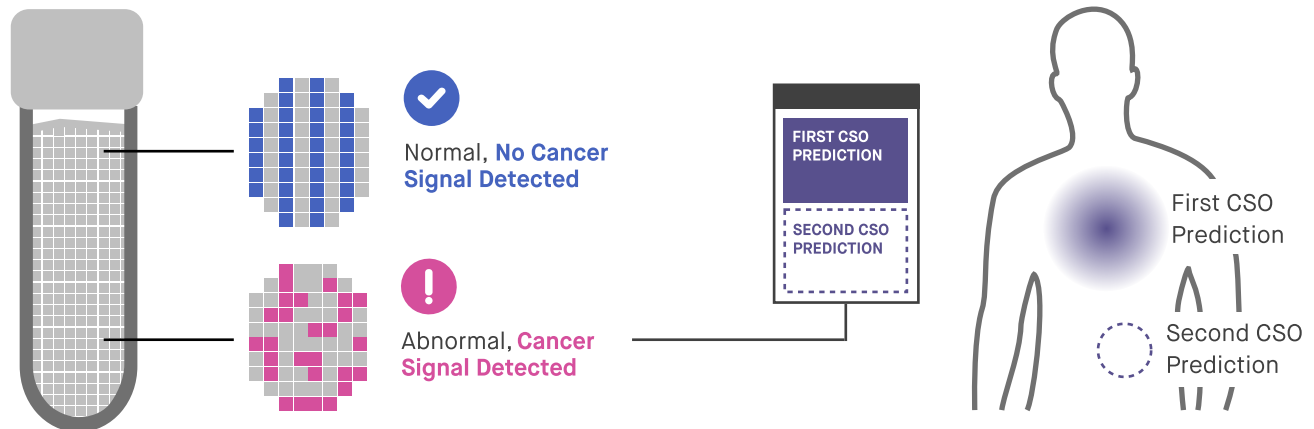 Normal, No Cancer
Signal Detected
Abnormal, Cancer
Signal Detected
FIRST CSO
PREDICTION
SECOND CSO
PREDICTION
First CSO
Prediction
Second CSO
Prediction